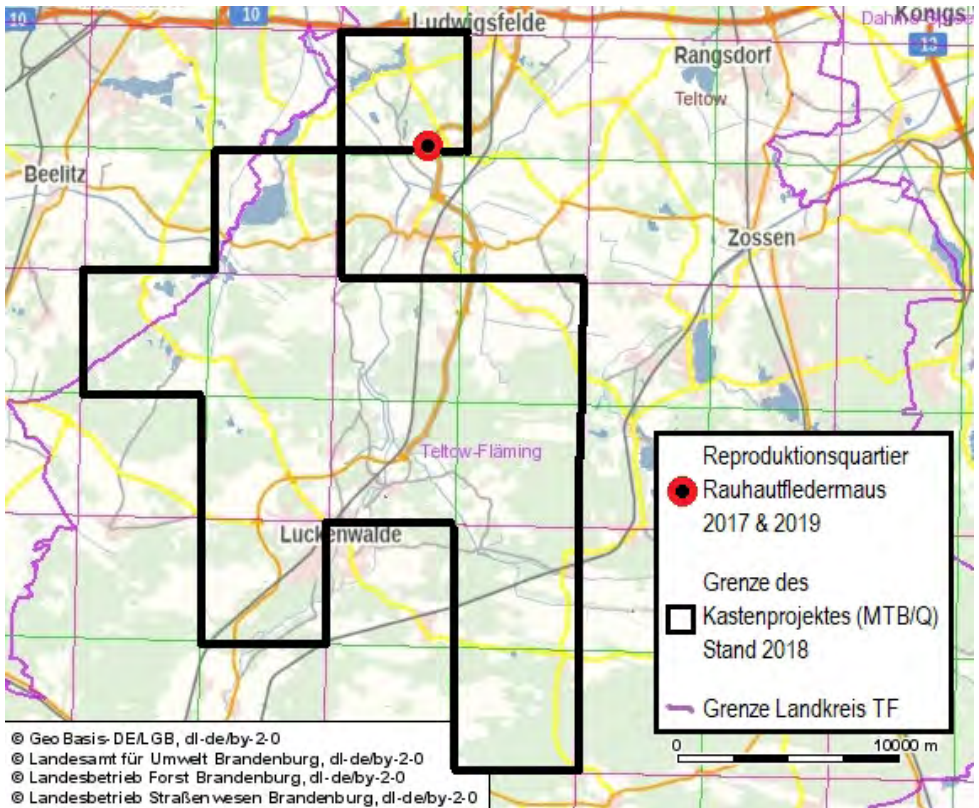 10
10
Ludwigsfelde
Königs
Dahme-Spree
13
Rangsdorf
Teltow
Beelitz
Zossen
Teltow-Fläming
Luckenwalde
Reproduktionsquartier
Rauhautfledermaus
2017 & 2019
Grenze des
Kastenprojektes (MTB/Q)
Stand 2018
Grenze Landkreis TF
0 10000 m
© GeoBasis-DE/LGB, dl-de/by-2-0
© Landesamt für Umwelt Brandenburg, dl-de/by-2-0
© Landesbetrieb Forst Brandenburg, dl-de/by-2-0
© Landesbetrieb Straßenwesen Brandenburg, dl-de/by-2-0